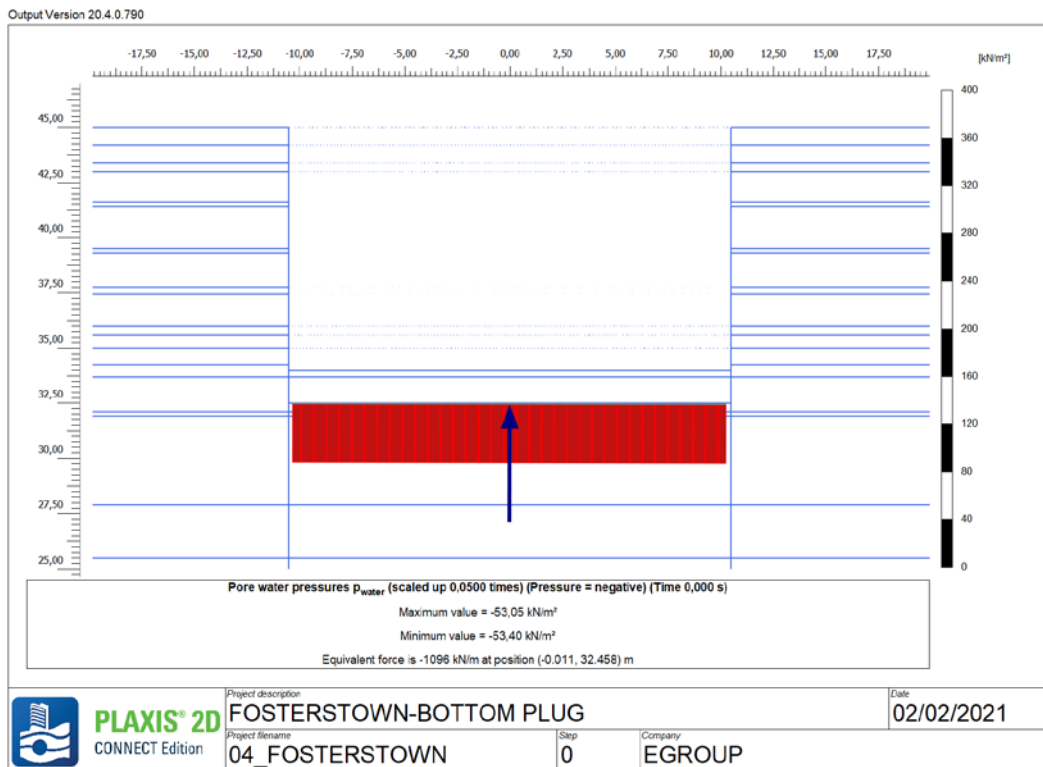 Output Version 20.4.0.790
-17,50 -15,00 -12,50 -10,00 -7,50 -5,00 -2,50 0,00 2,50 5,00 7,50 10,00 12,50 15,00 17,50
[kN/m²]
45,00
42,50
40,00
37,50
35,00
32,50
30,00
27,50
25,00
400
360
320
280
240
200
160
120
80
40
0
Pore water pressures pwater (scaled up 0,0500 times) (Pressure = negative) (Time 0,000 s)
Maximum value = -53,05 kN/m²
Minimum value = -53,40 kN/m²
Equivalent force is -1096 kN/m at position (-0.011, 32.458) m
PLAXIS® 2D
CONNECT Edition
Project description
FOSTERSTOWN-BOTTOM PLUG
Date
02/02/2021
Project filename
04_FOSTERSTOWN
Step
0
Company
EGROUP